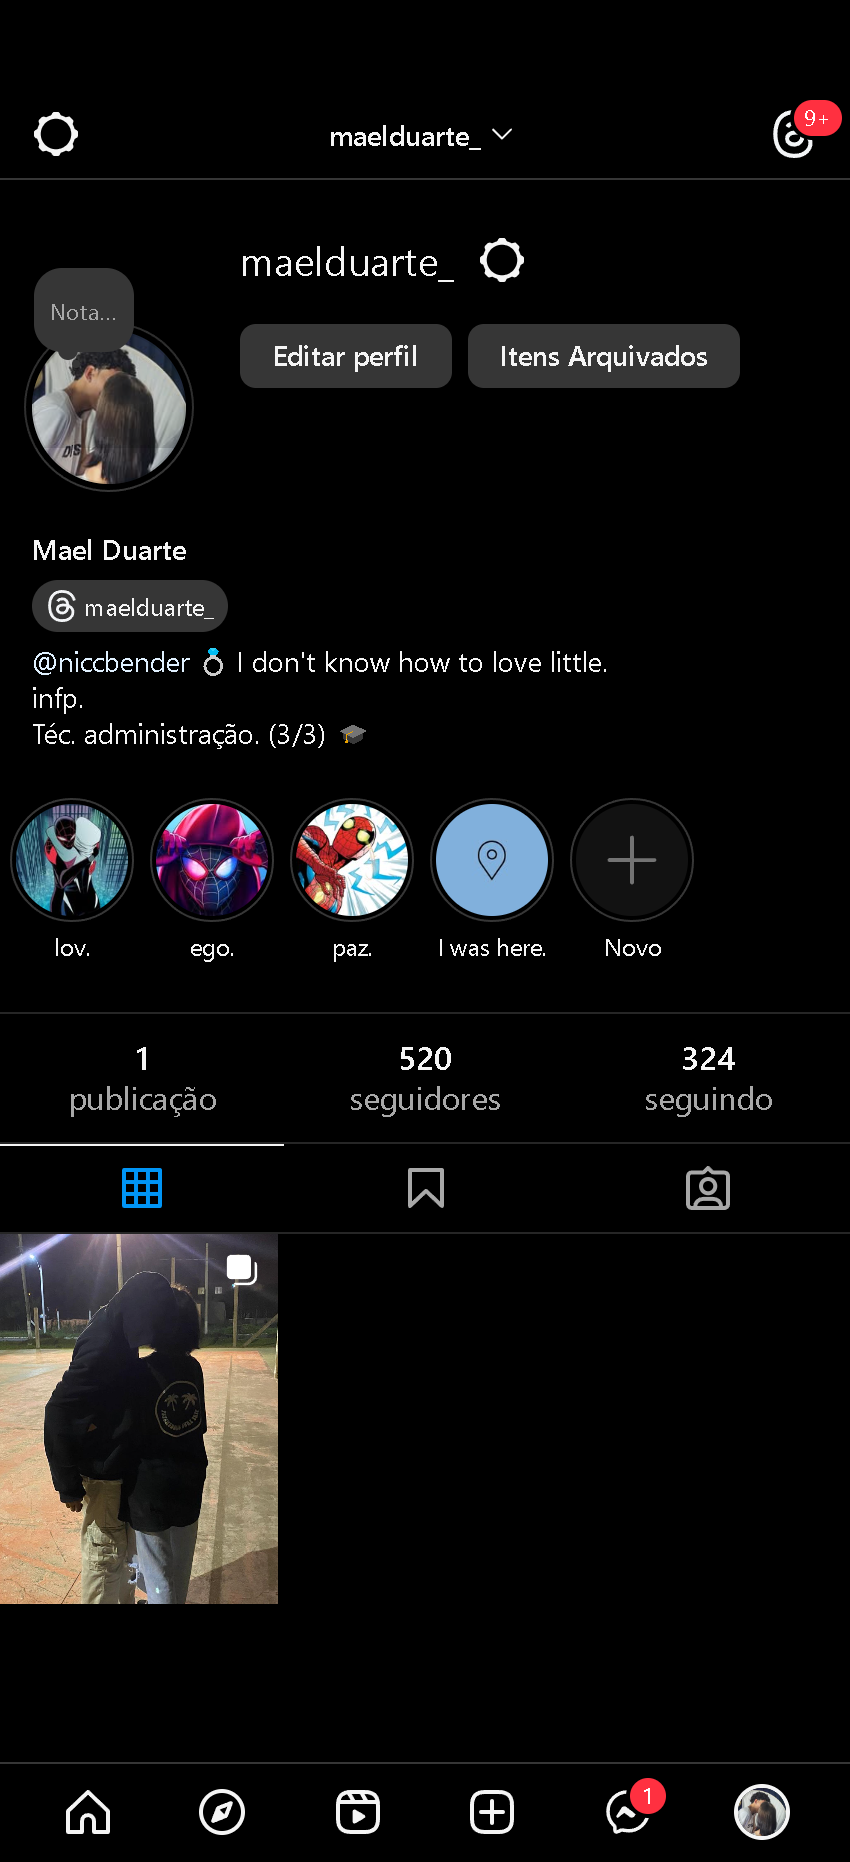 maelduarte_
9+
maelduarte_
Nota...
Editar perfil
Itens Arquivados
Mael Duarte
maelduarte_
@niccbender 💍 I don't know how to love little.
infp.
Téc. administração. (3/3) 🎓
lov.
ego.
paz.
I was here.
Novo
1
publicação
520
seguidores
324
seguindo
1